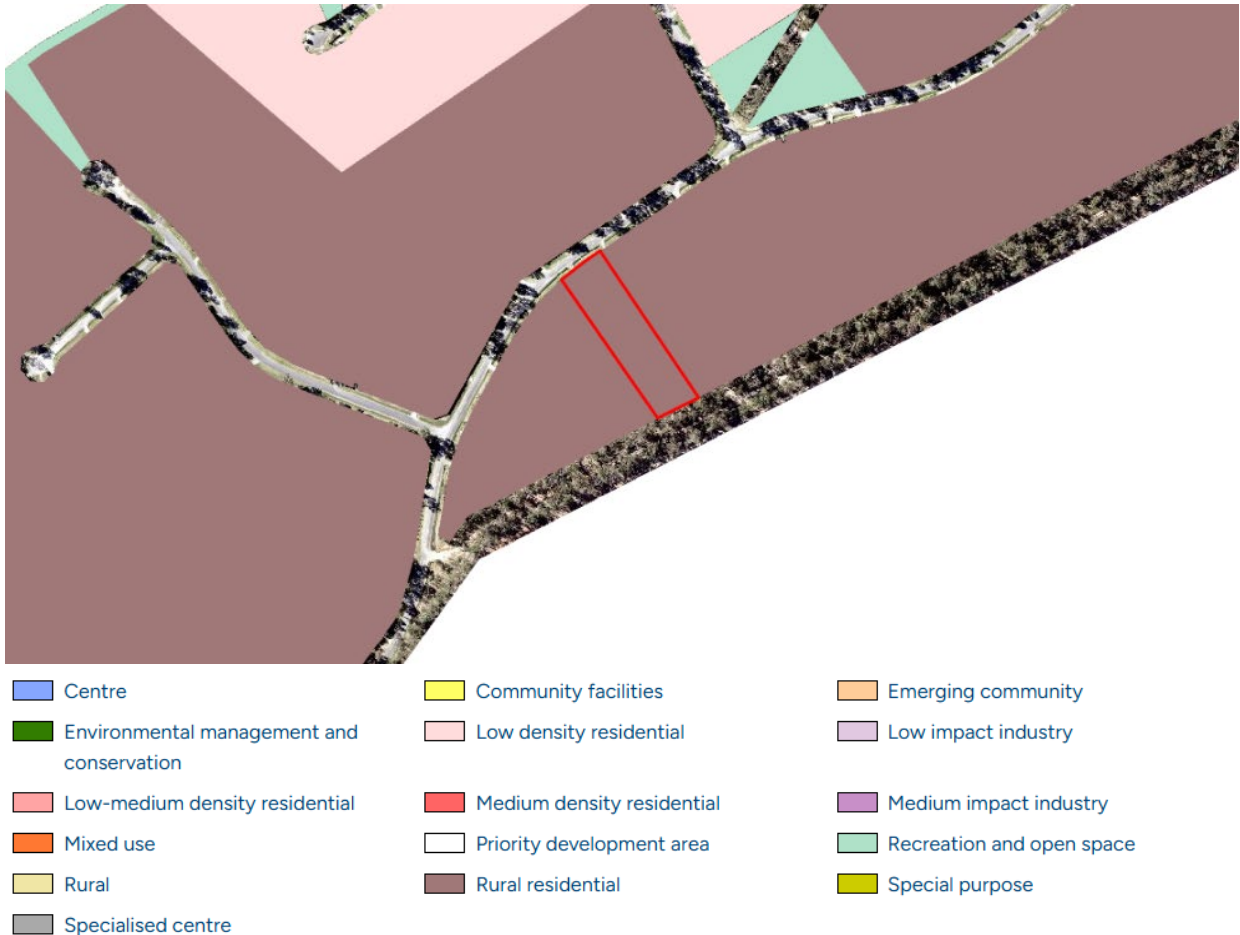 Centre
Community facilities
Emerging community
Environmental management and
conservation
Low density residential
Low impact industry
Low-medium density residential
Medium density residential
Medium impact industry
Mixed use
Priority development area
Recreation and open space
Rural
Rural residential
Special purpose
Specialised centre